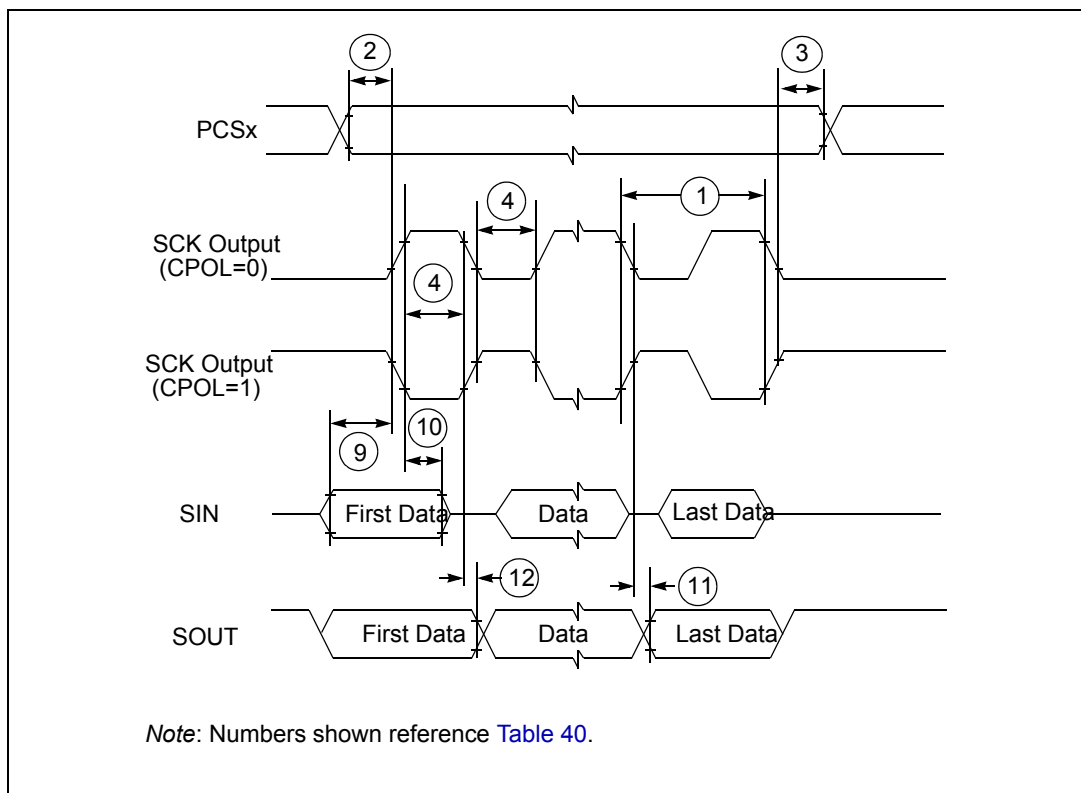 2
3
PCSx
1
4
SCK Output
(CPOL=0)
4
SCK Output
(CPOL=1)
10
9
SIN
First Data
Data
Last Data
12
11
SOUT
First Data
Data
Last Data
Note: Numbers shown reference Table 40.